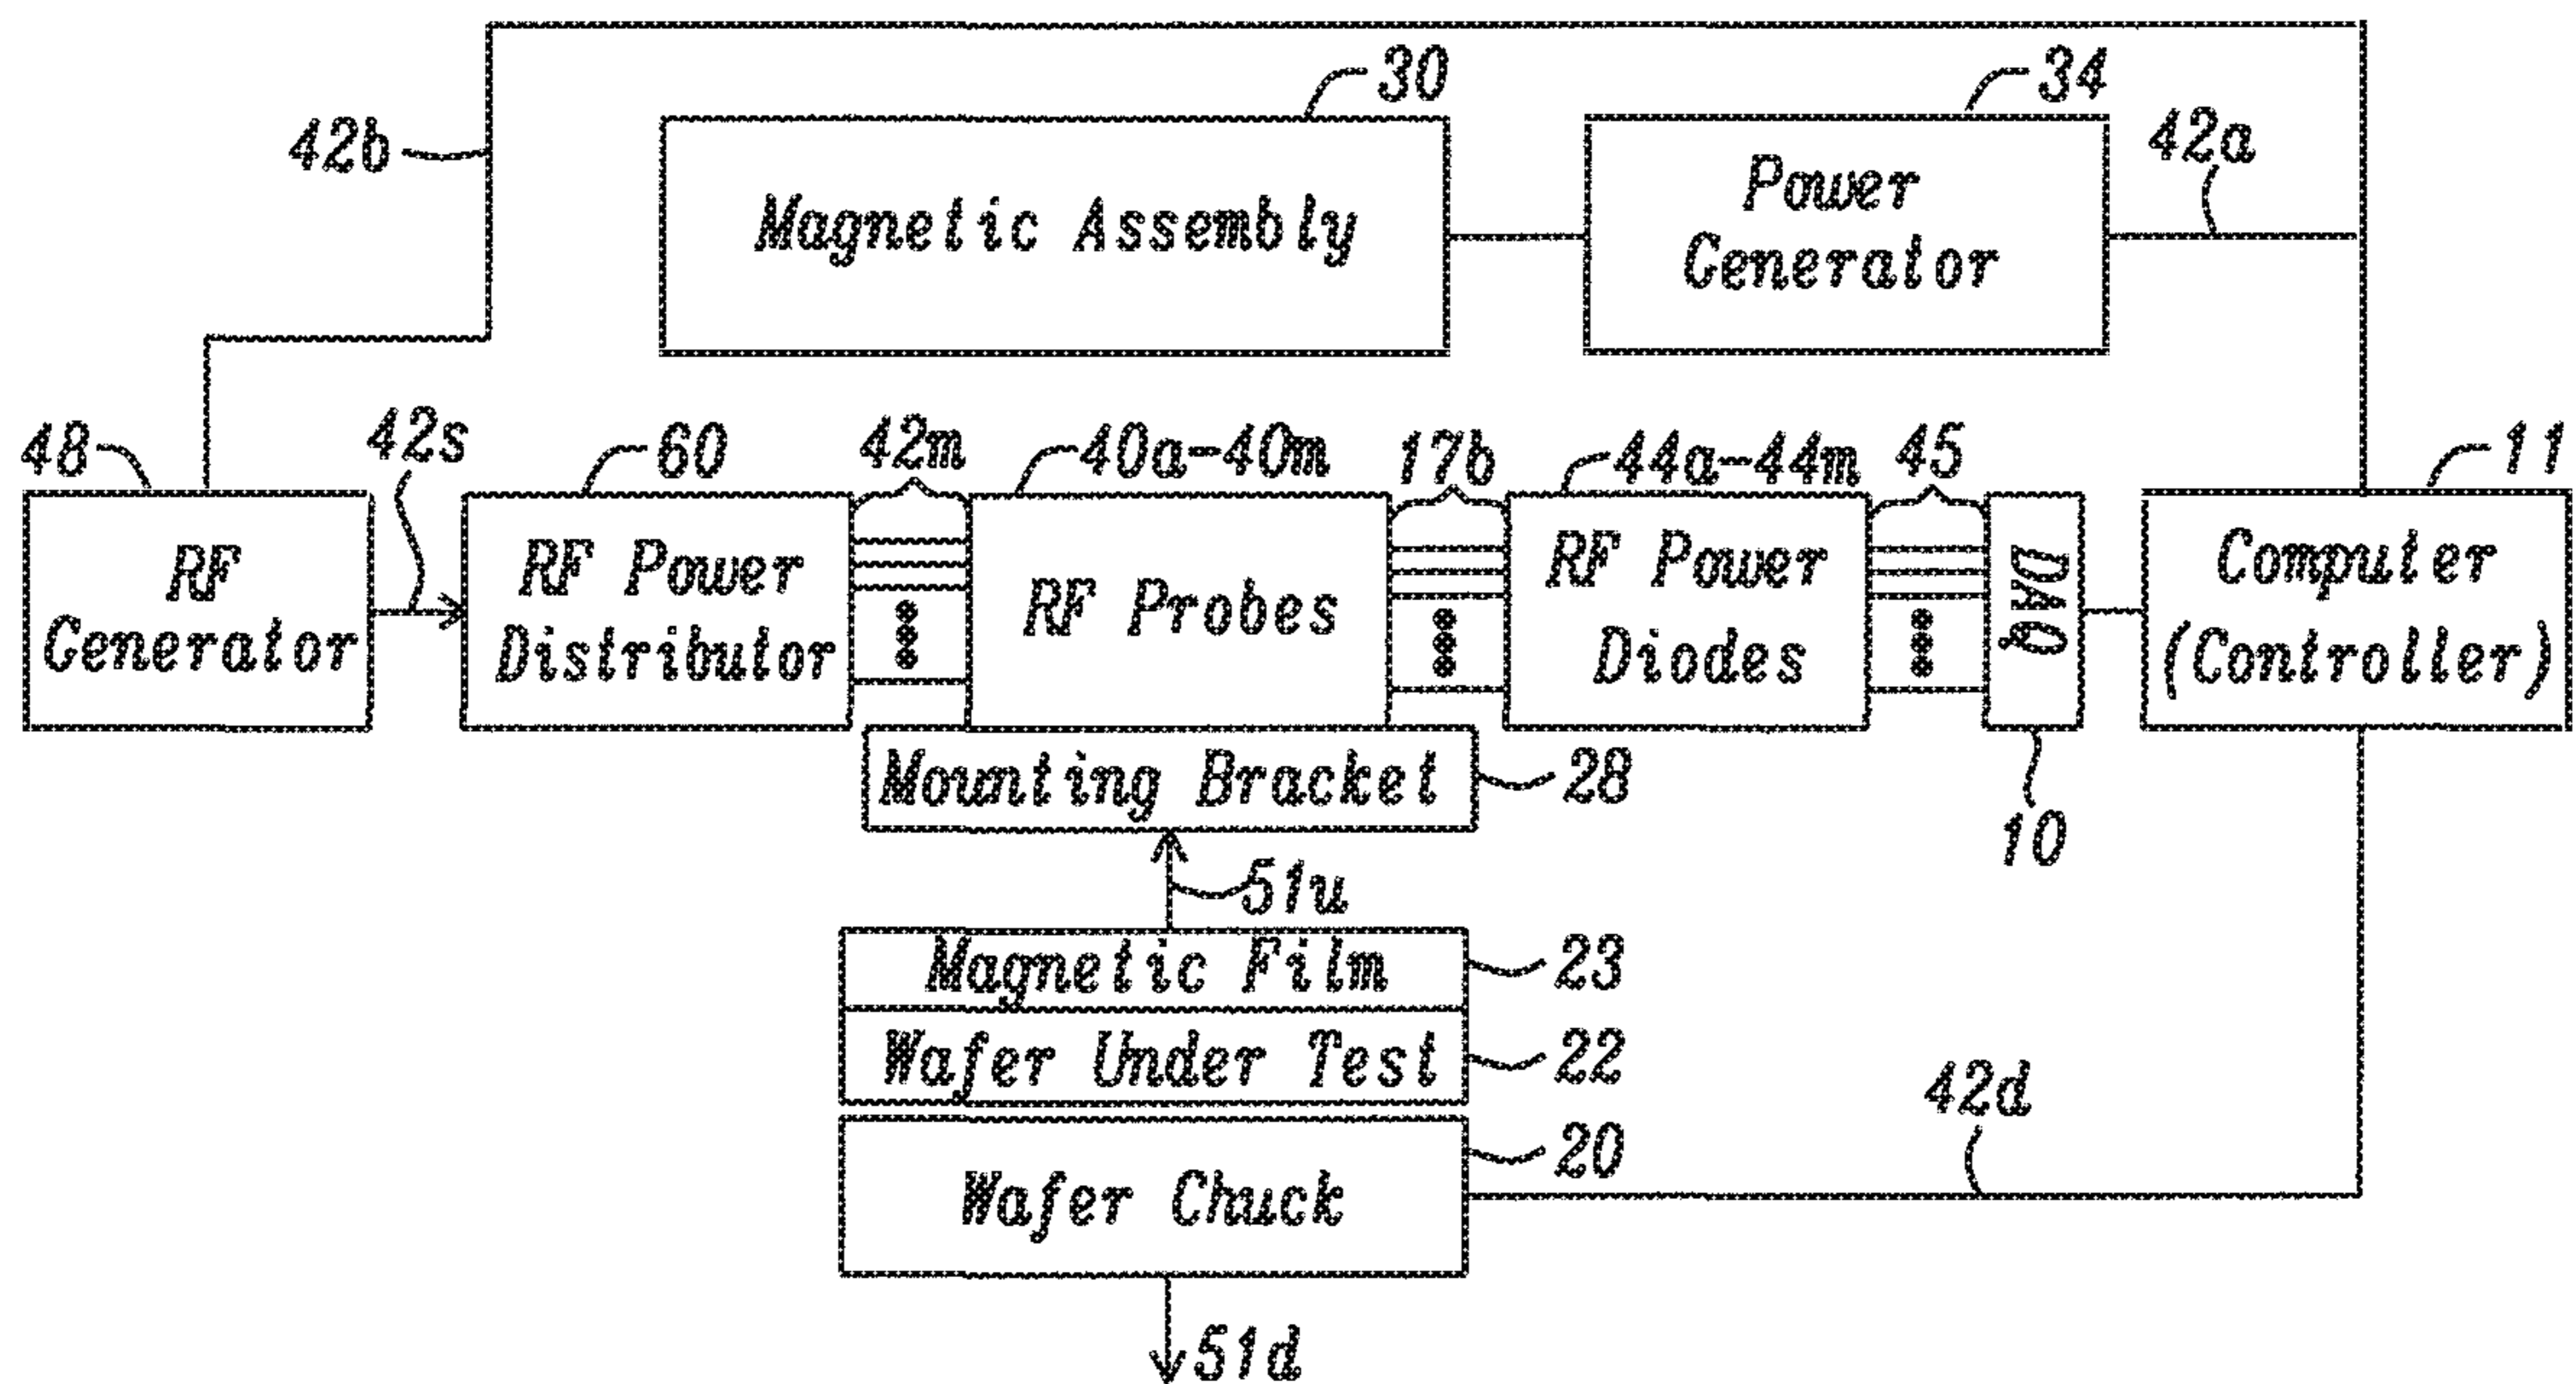 30
34
42b
42a
Magnetic Assembly
Power
Generator
48
42s
60
42m
40a-40m
17b
44a-44m
45
11
RF
Generator
RF Power
Distributor
RF Probes
RF Power
Diodes
DAQ
Computer
(Controller)
Mounting Bracket
28
10
51u
Magnetic Film
23
Wafer Under Test
22
42d
Wafer Chuck
20
51d